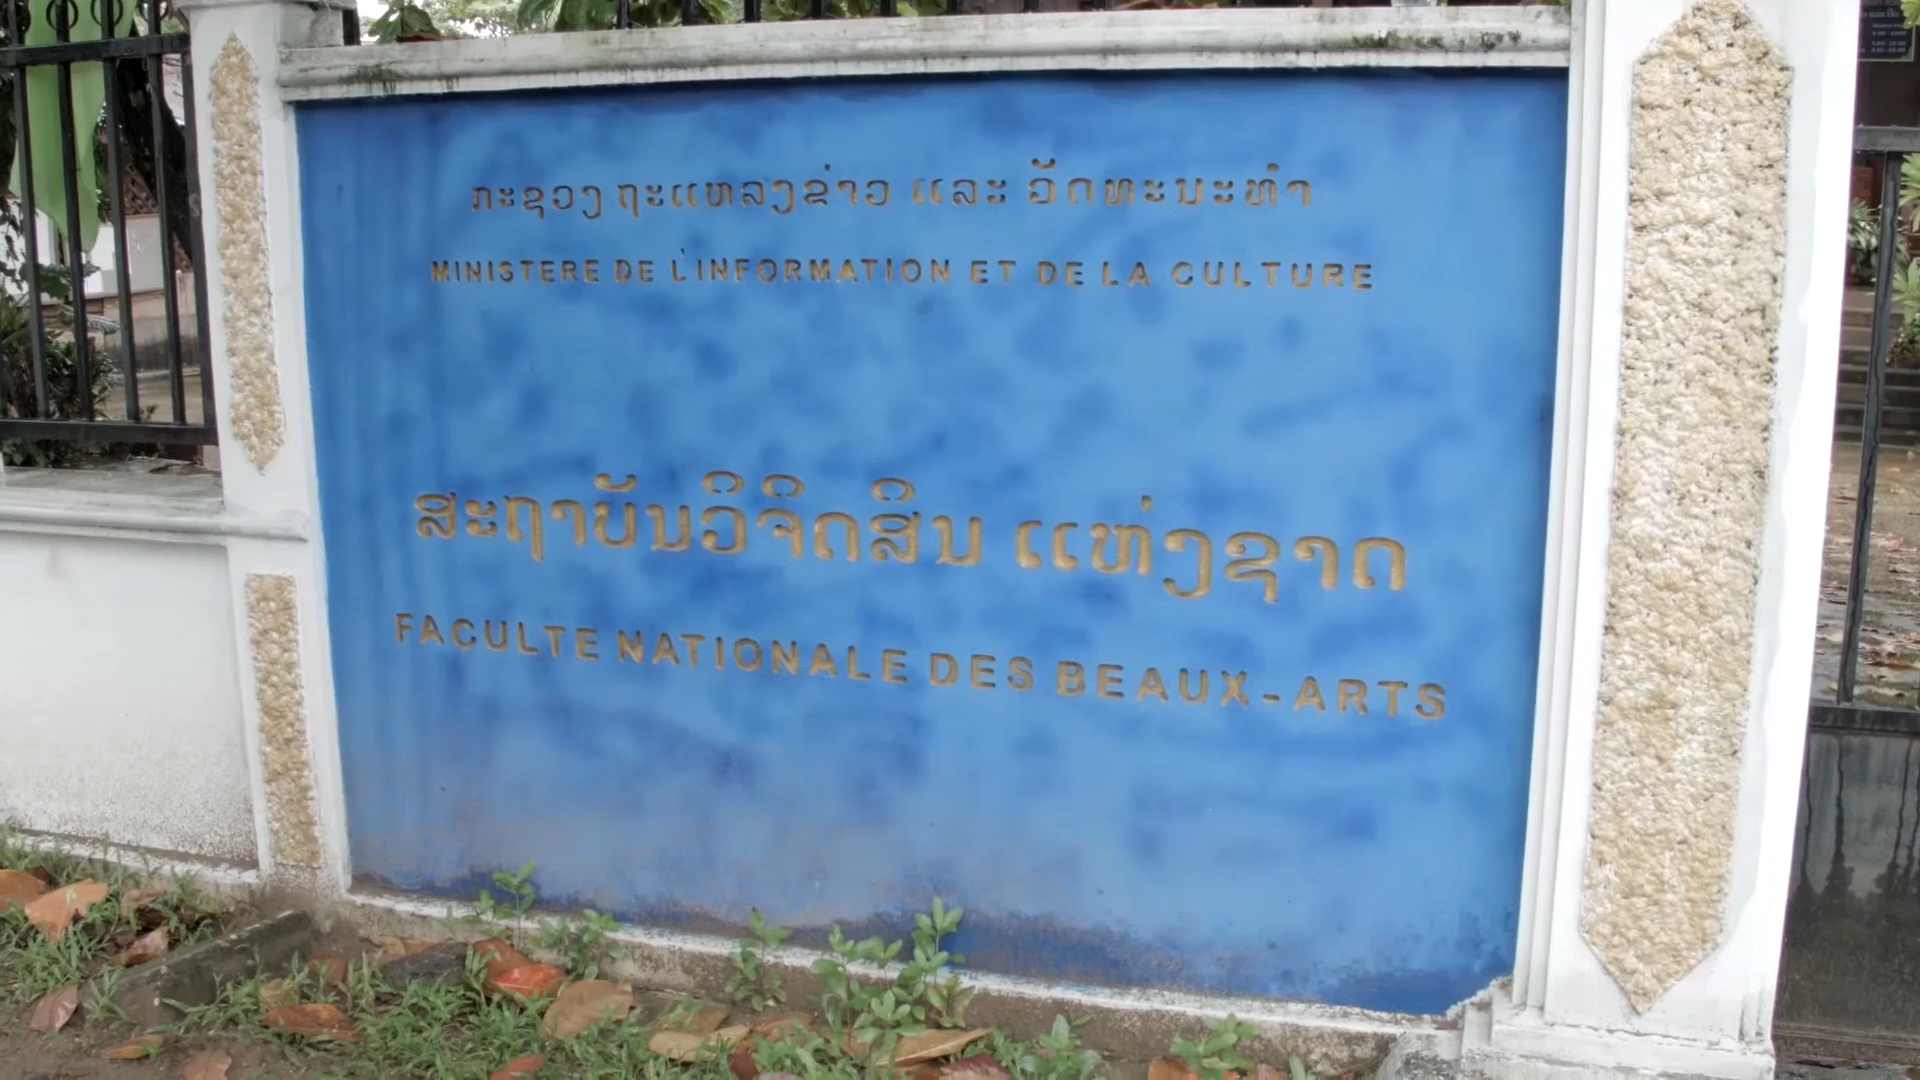 ກະຊວງ ຖະແຫລງຂ່າວ ແລະ ວັດທະນະທຳ
MINISTERE DE L'INFORMATION ET DE LA CULTURE
ສະຖາບັນວິຈິດສິນ ແຫ່ງຊາດ
FACULTE NATIONALE DES BEAUX-ARTS